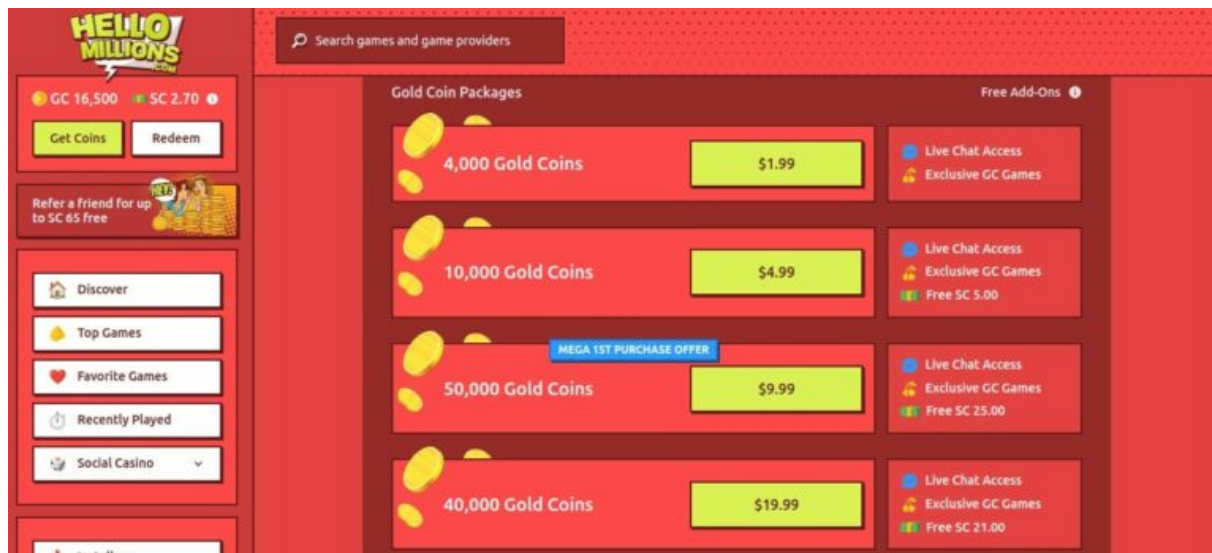 HELLO
MILLIONS
.COM
GC 16,500 SC 2.70
Get Coins Redeem
Refer a friend for up
to SC 65 free
HEY!
Discover
Top Games
Favorite Games
Recently Played
Social Casino
Search games and game providers
Gold Coin Packages Free Add-Ons
4,000 Gold Coins $1.99
Live Chat Access
Exclusive GC Games
10,000 Gold Coins $4.99
Live Chat Access
Exclusive GC Games
Free SC 5.00
MEGA 1ST PURCHASE OFFER
50,000 Gold Coins $9.99
Live Chat Access
Exclusive GC Games
Free SC 25.00
40,000 Gold Coins $19.99
Live Chat Access
Exclusive GC Games
Free SC 21.00